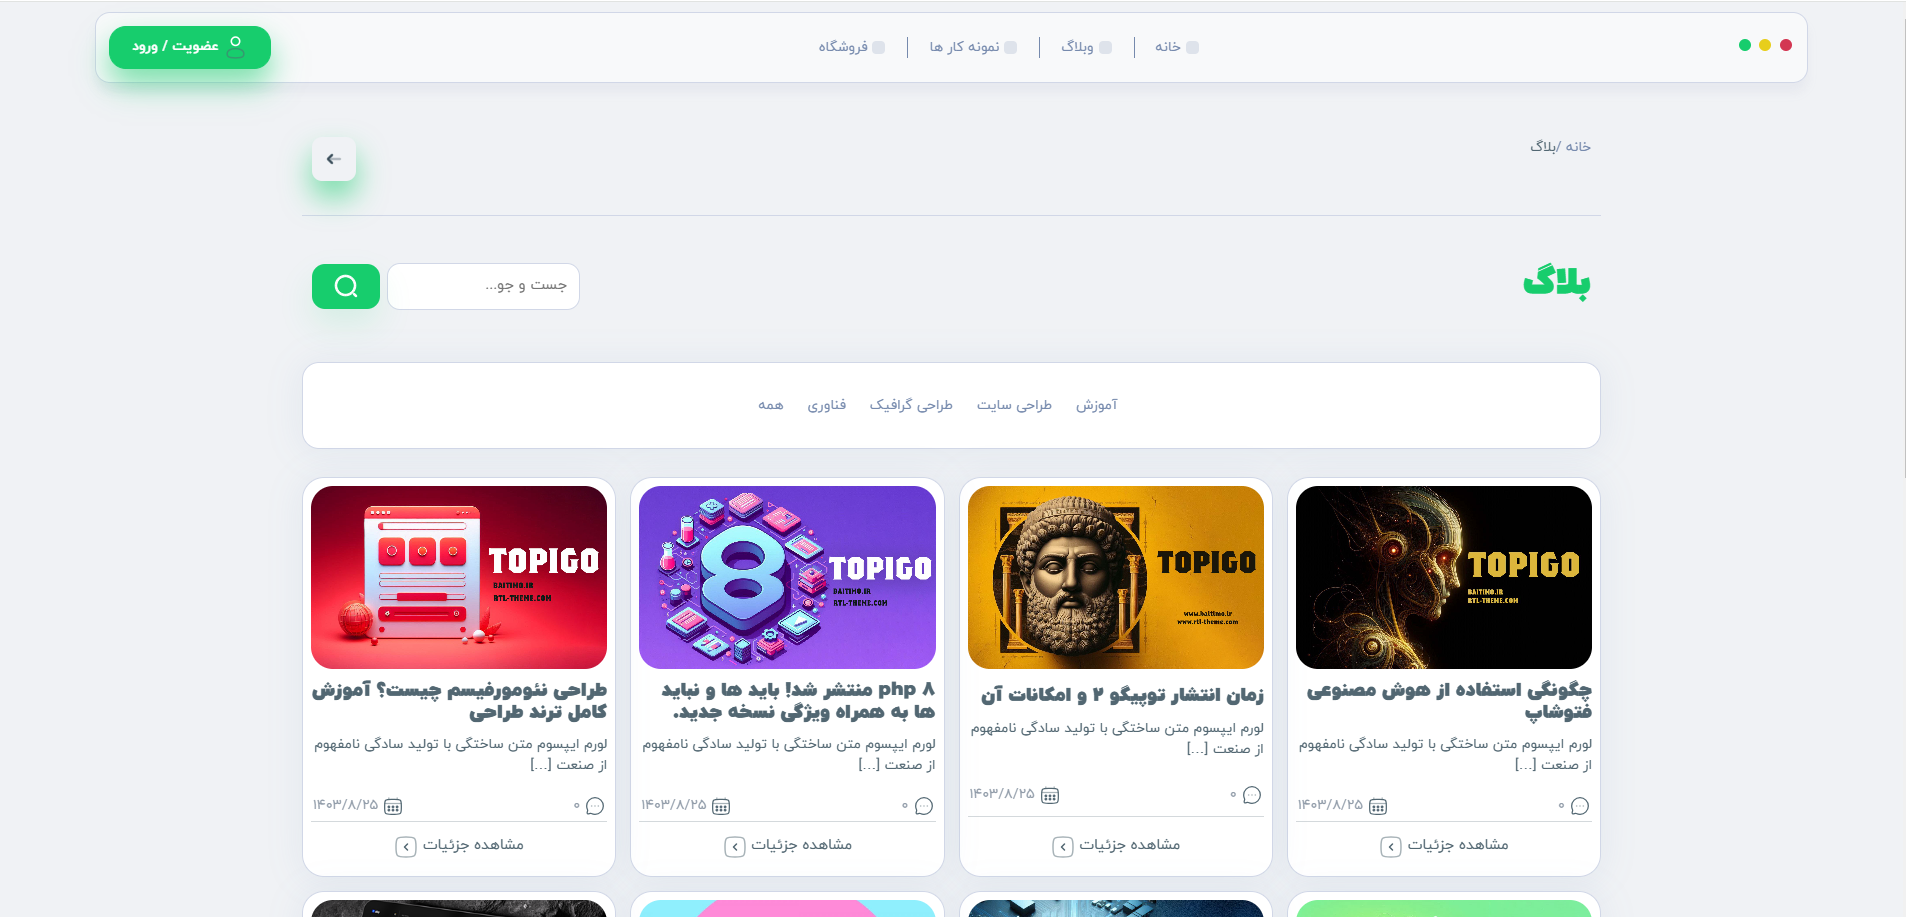 خانه
وبلاگ
نمونه کار ها
فروشگاه
عضویت / ورود
خانه /بلاگ
بلاگ
جست و جو...
آموزش
طراحی سایت
طراحی گرافیک
فناوری
همه
TOPIGO
BAITIMO.IR
RTL-THEME.COM
چگونگی استفاده از هوش مصنوعی
فتوشاپ
لورم ایپسوم متن ساختگی با تولید سادگی نامفهوم
از صنعت […]
۰
۱۴۰۳/۸/۲۵
مشاهده جزئیات
TOPIGO
www.baitimo.ir
www.rtl-theme.com
زمان انتشار توپیگو ۲ و امکانات آن
لورم ایپسوم متن ساختگی با تولید سادگی نامفهوم
از صنعت […]
۰
۱۴۰۳/۸/۲۵
مشاهده جزئیات
8
TOPIGO
BAITIMO.IR
RTL-THEME.COM
php ۸ منتشر شد! باید ها و نباید
ها به همراه ویژگی نسخه جدید.
لورم ایپسوم متن ساختگی با تولید سادگی نامفهوم
از صنعت […]
۰
۱۴۰۳/۸/۲۵
مشاهده جزئیات
TOPIGO
BAITIMO.IR
RTL-THEME.COM
طراحی نئومورفیسم چیست؟ آموزش
کامل ترند طراحی
لورم ایپسوم متن ساختگی با تولید سادگی نامفهوم
از صنعت […]
۰
۱۴۰۳/۸/۲۵
مشاهده جزئیات